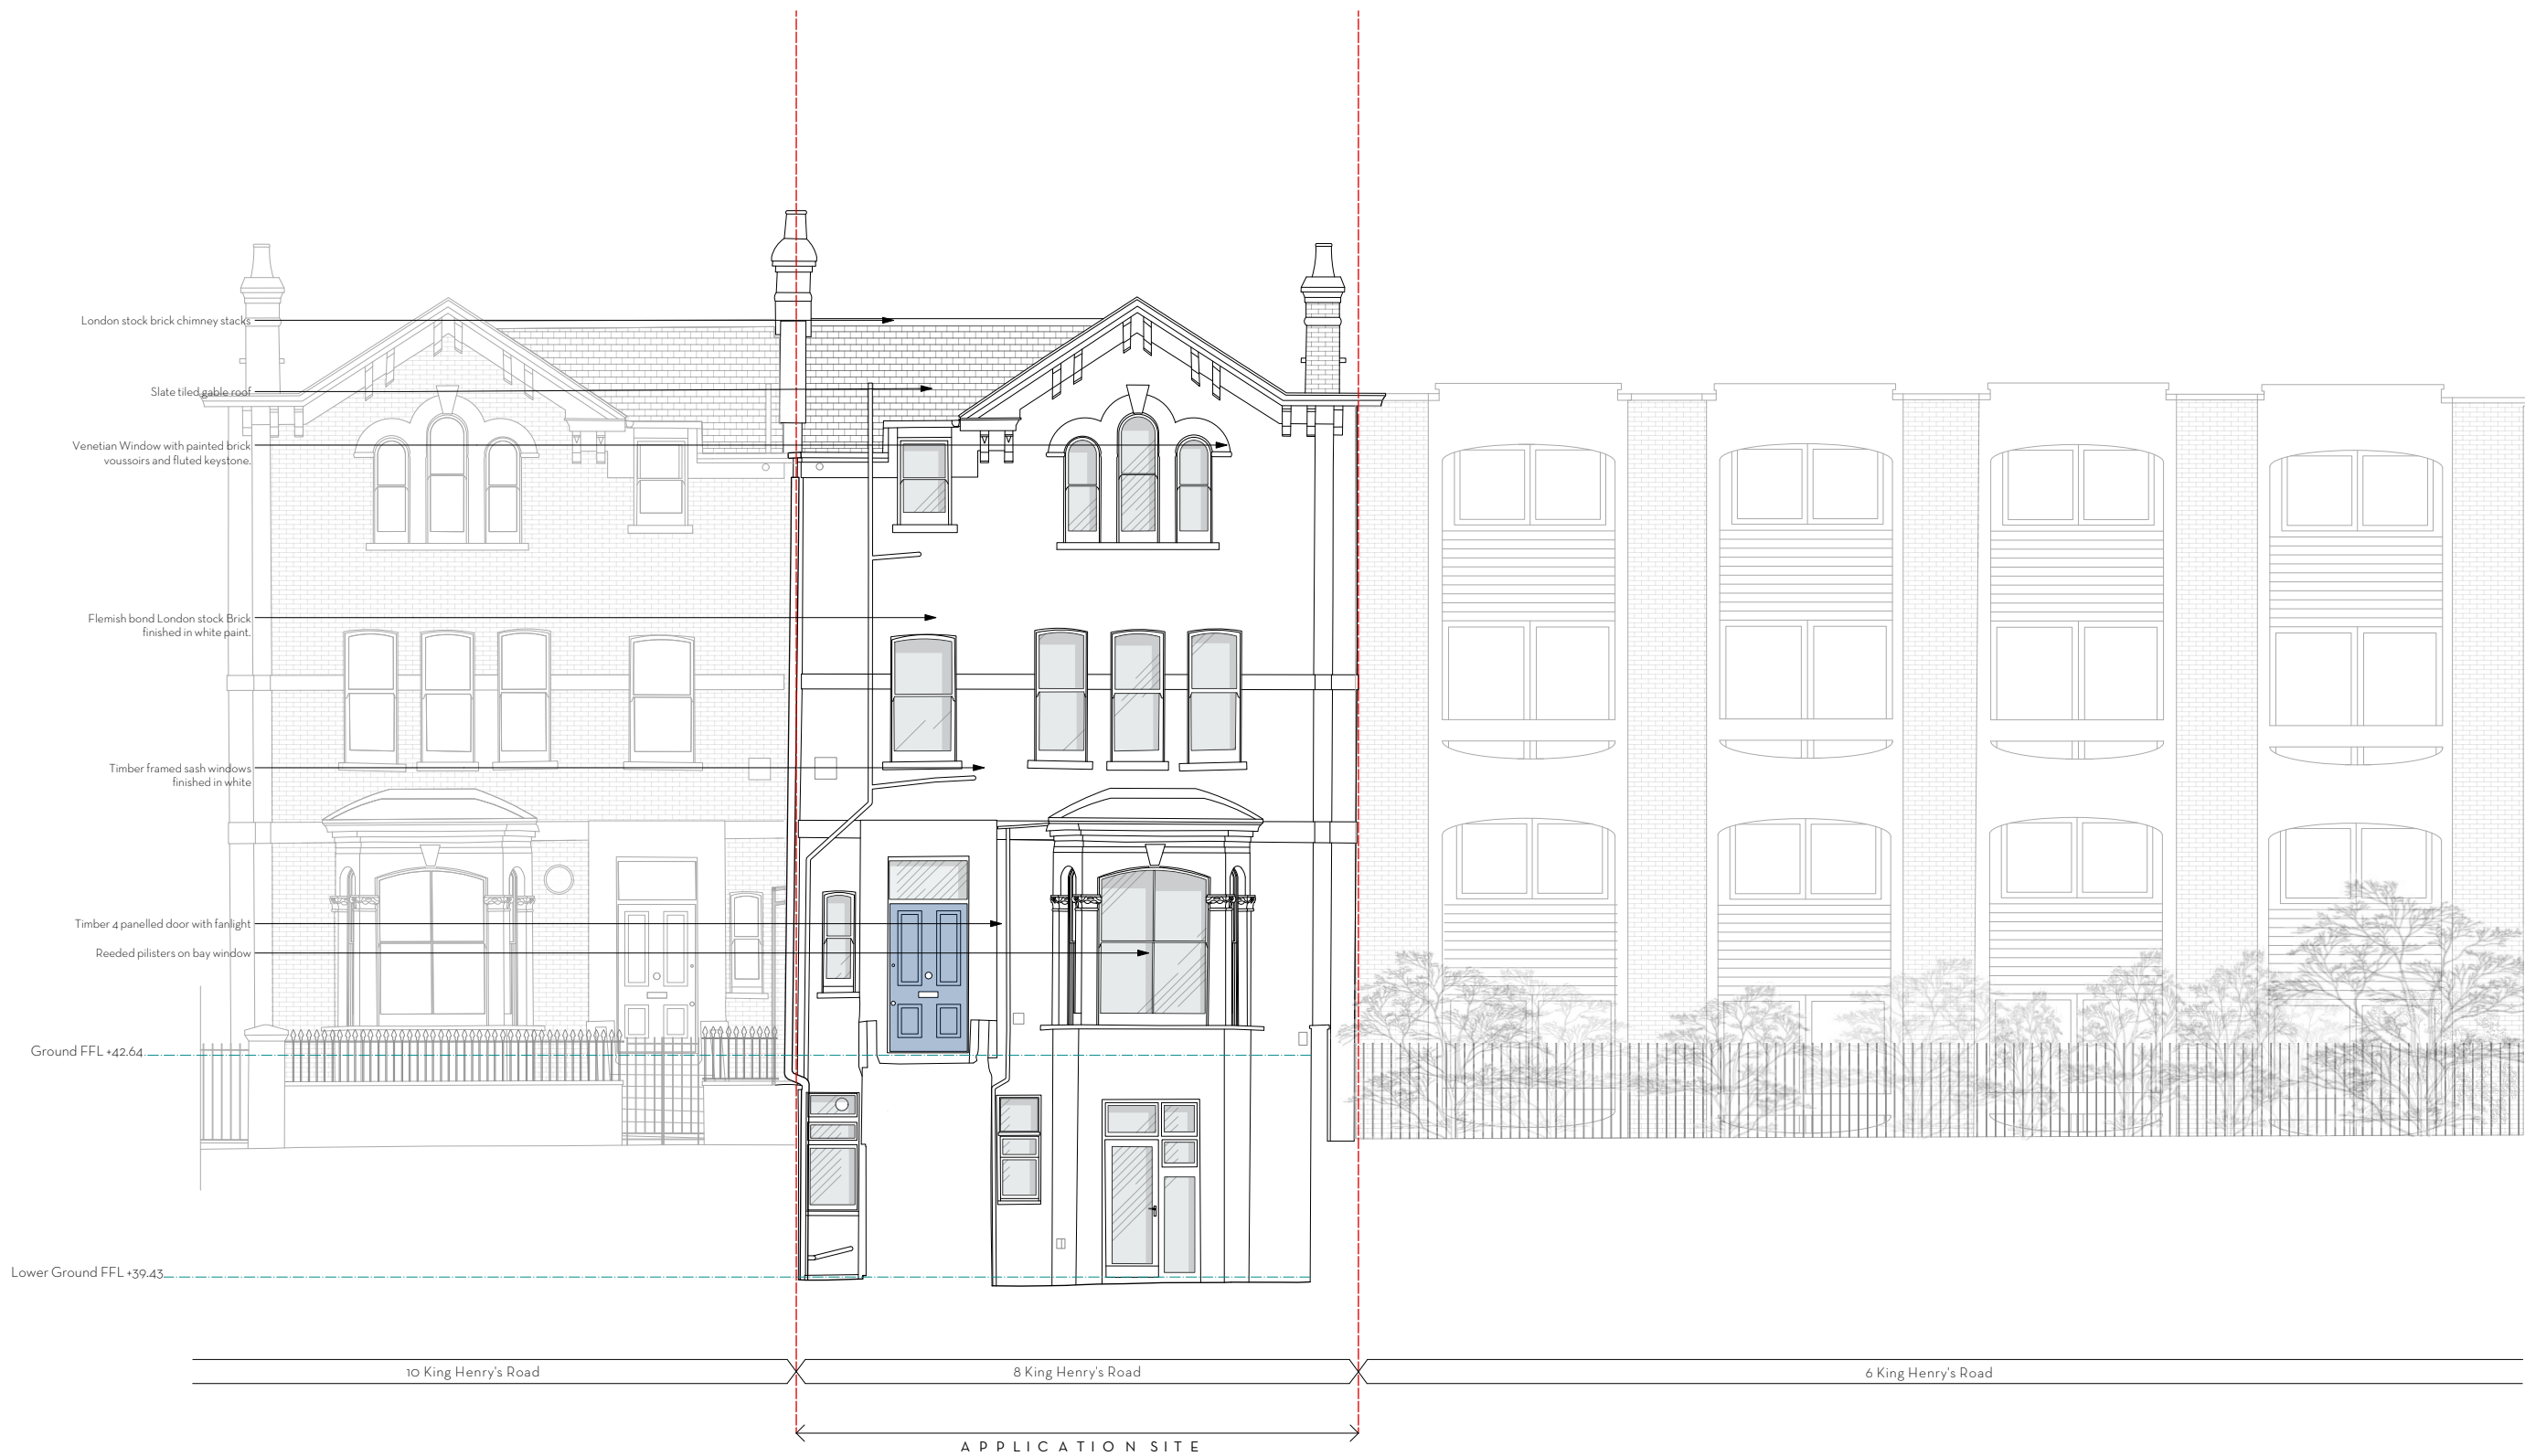 London stock brick chimney stacks
Slate tiled gable roof
Venetian Window with painted brick
voussoirs and fluted keystone.
Flemish bond London stock Brick
finished in white paint.
Timber framed sash windows
finished in white
Timber 4 panelled door with fanlight
Reeded pilisters on bay window
Ground FFL +42.64
Lower Ground FFL +39.43
10 King Henry's Road
8 King Henry's Road
6 King Henry's Road
APPLICATION SITE